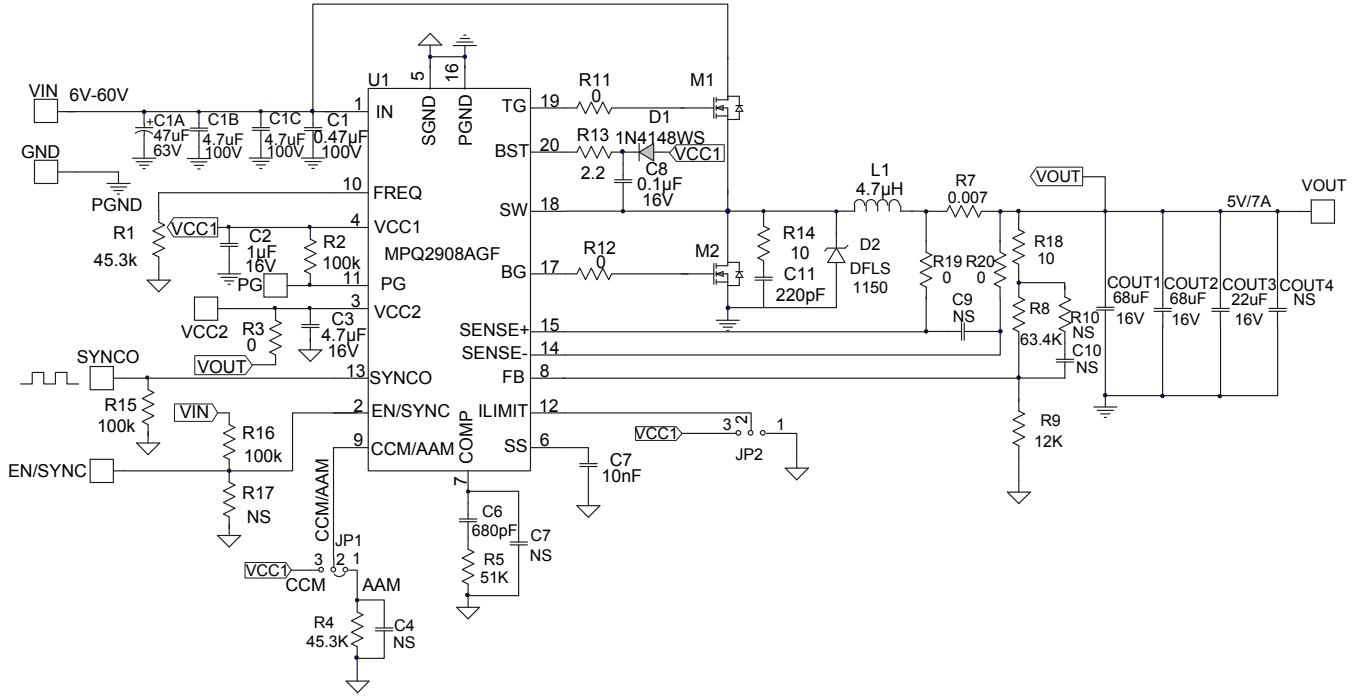 VIN
6V-60V
+
C1A
47uF
63V
C1B
4.7uF
100V
C1C
4.7uF
100V
C1
0.47uF
100V
GND
PGND
U1
MPQ2908AGF
5
SGND
16
PGND
1
IN
10
FREQ
4
VCC1
11
PG
3
VCC2
13
SYNCO
2
EN/SYNC
9
CCM/AAM
7
COMP
TG
19
BST
20
SW
18
BG
17
SENSE+
15
SENSE-
14
FB
8
ILIMIT
12
SS
6
R1
45.3k
VCC1
C2
1µF
16V
R2
100k
PG
VCC2
R3
0
C3
4.7µF
16V
VOUT
SYNCO
R15
100k
VIN
R16
100k
EN/SYNC
R17
NS
CCM/AAM
JP1
VCC1
3
2
1
CCM
AAM
R4
45.3K
C4
NS
C6
680pF
R5
51K
C7
NS
R11
0
M1
R13
2.2
D1
1N4148WS
VCC1
C8
0.1µF
16V
R12
0
M2
R14
10
C11
220pF
D2
DFLS
1150
L1
4.7µH
R7
0.007
R19
0
R20
0
C9
NS
R18
10
R8
63.4K
R10
NS
C10
NS
R9
12K
VOUT
5V/7A
VOUT
COUT1
68uF
16V
COUT2
68uF
16V
COUT3
22uF
16V
COUT4
NS
VCC1
3
2
1
JP2
C7
10nF